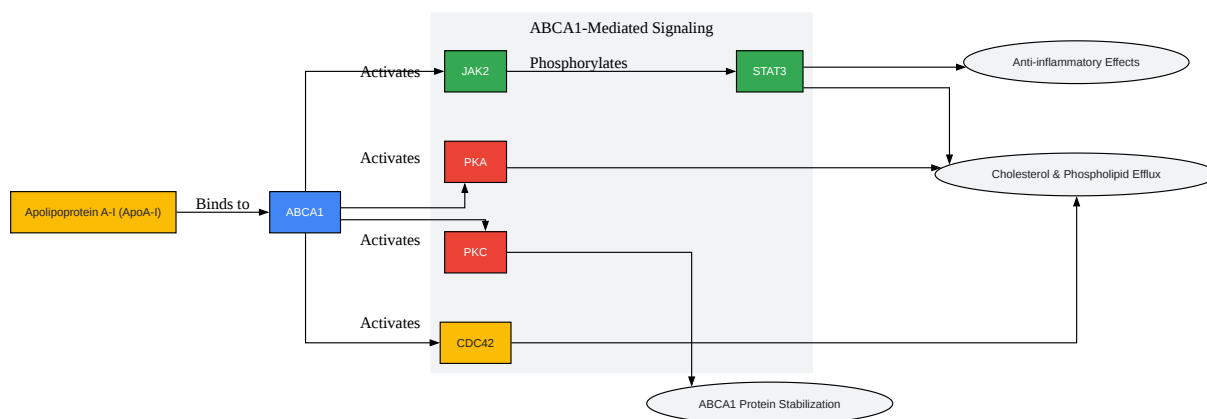 ABCA1-Mediated Signaling
Activates
JAK2
Phosphorylates
STAT3
Anti-inflammatory Effects
Activates
PKA
Cholesterol & Phospholipid Efflux
Apolipoprotein A-I (ApoA-I)
Binds to
ABCA1
Activates
PKC
Activates
CDC42
ABCA1 Protein Stabilization